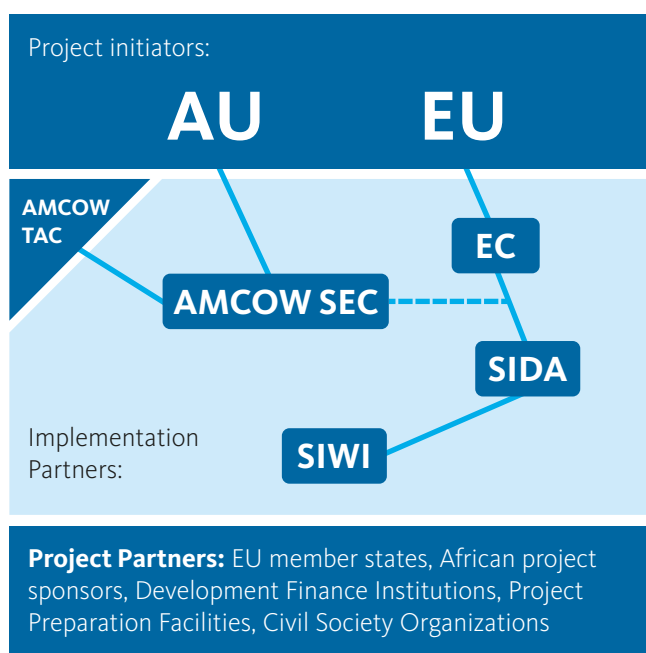 Project initiators:
AU EU
AMCOW
TAC
EC
AMCOW SEC
SIDA
SIWI
Implementation
Partners:
Project Partners: EU member states, African project
sponsors, Development Finance Institutions, Project
Preparation Facilities, Civil Society Organizations